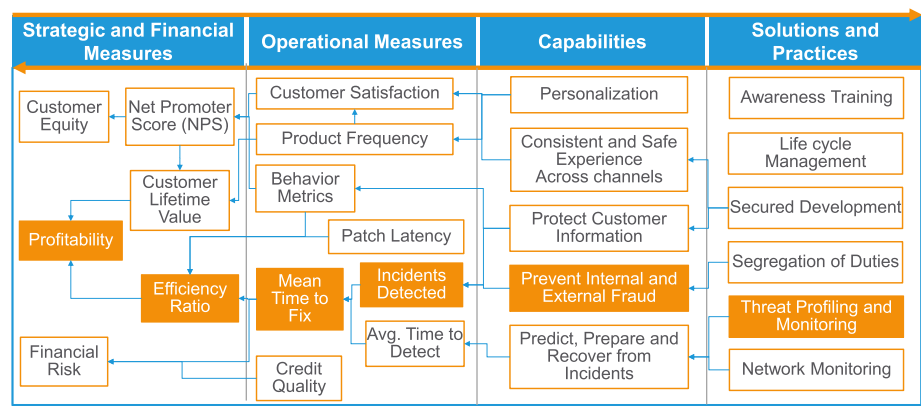 Strategic and Financial
Measures
Operational Measures
Capabilities
Solutions and
Practices
Customer
Equity
Net Promoter
Score (NPS)
Customer
Lifetime
Value
Profitability
Efficiency
Ratio
Financial
Risk
Customer Satisfaction
Product Frequency
Behavior
Metrics
Patch Latency
Mean
Time to
Fix
Incidents
Detected
Avg. Time to
Detect
Credit
Quality
Personalization
Consistent and Safe
Experience
Across channels
Protect Customer
Information
Prevent Internal and
External Fraud
Predict, Prepare and
Recover from
Incidents
Awareness Training
Life cycle
Management
Secured Development
Segregation of Duties
Threat Profiling and
Monitoring
Network Monitoring